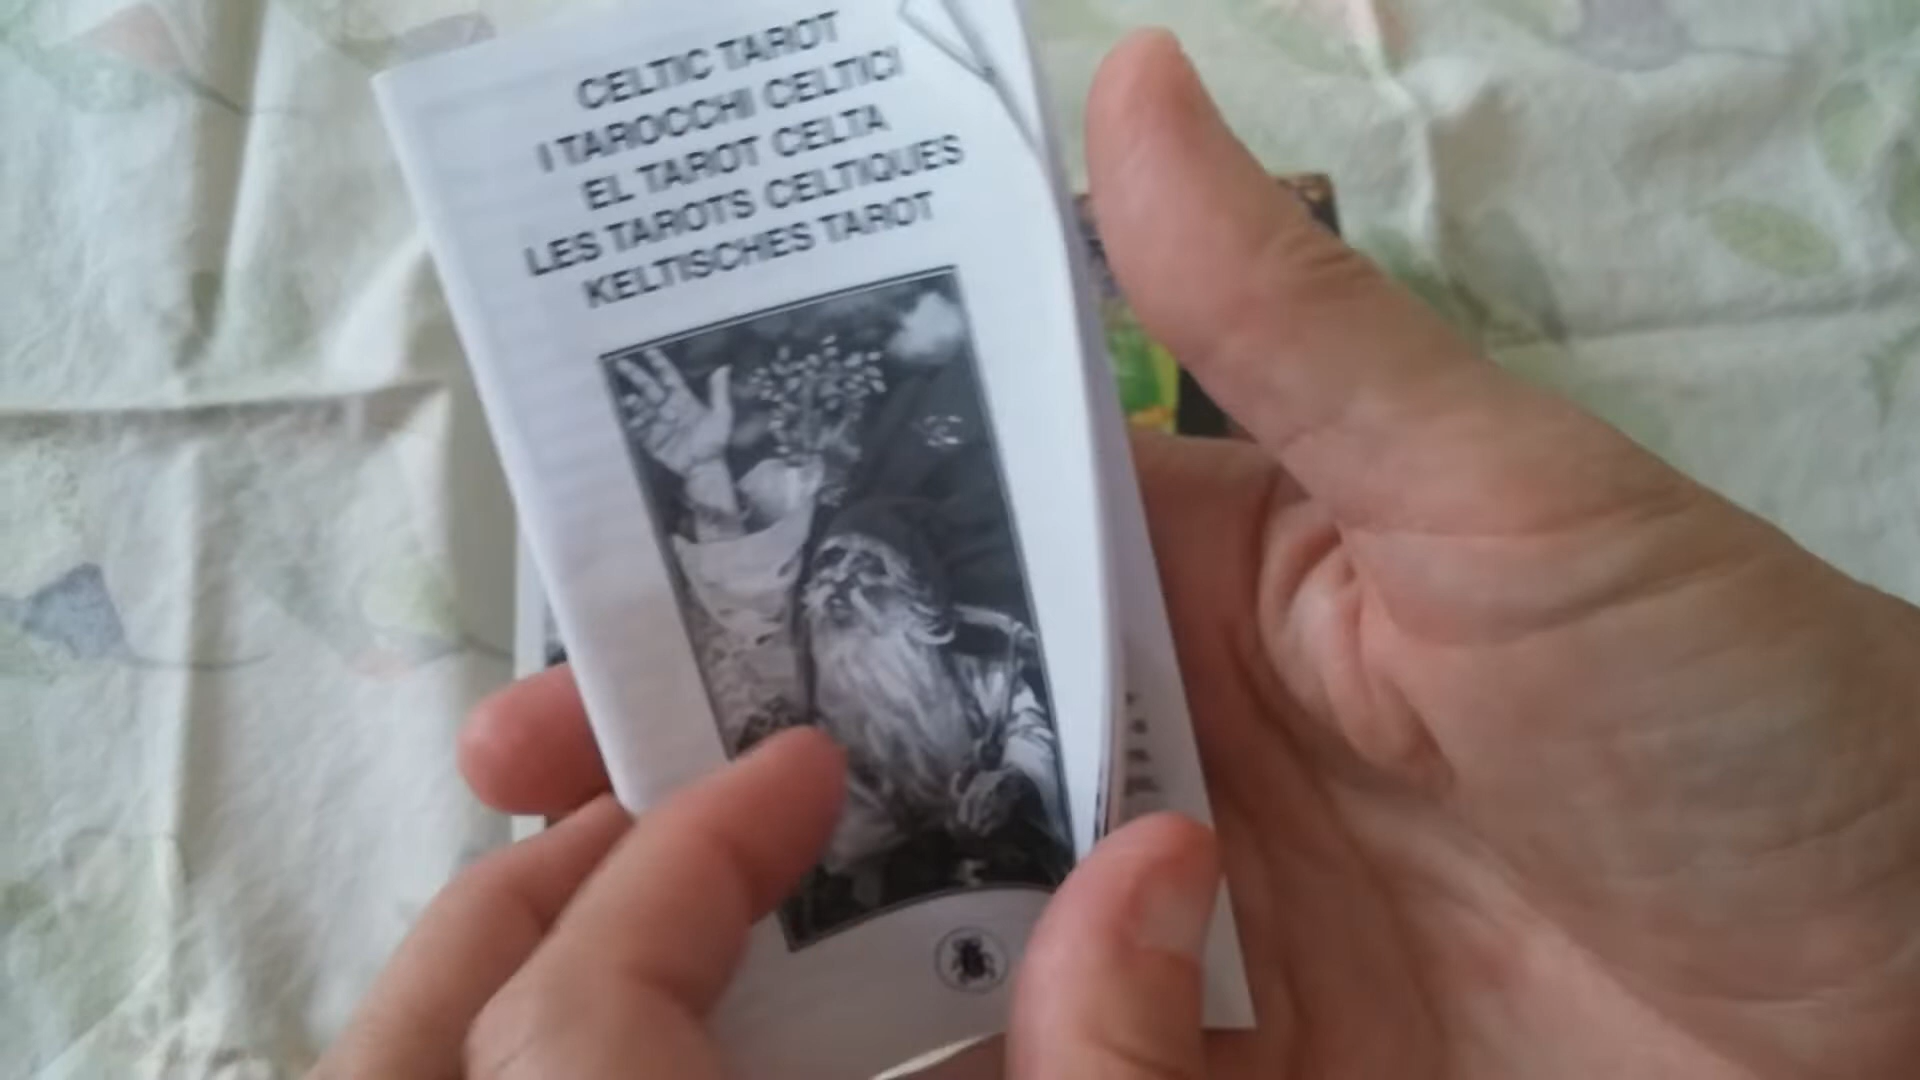 CELTIC TAROT
I TAROCCHI CELTICI
EL TAROT CELTA
LES TAROTS CELTIQUES
KELTISCHES TAROT